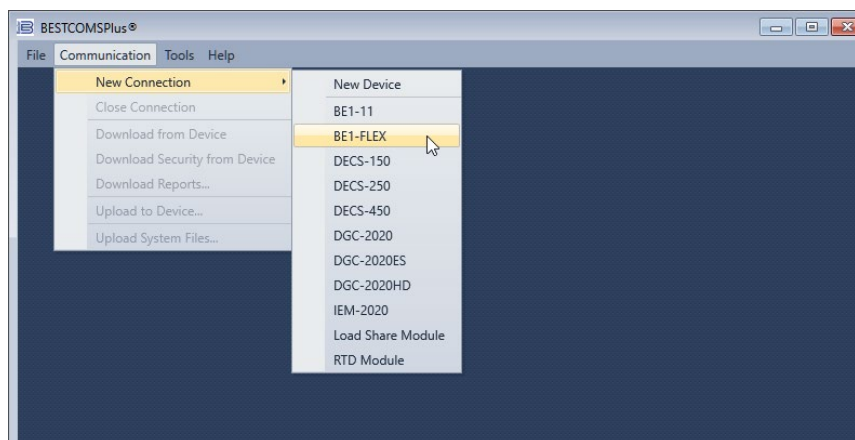 BESTCOMSPlus®
File Communication Tools Help
New Connection
Close Connection
Download from Device
Download Security from Device
Download Reports...
Upload to Device...
Upload System Files...
New Device
BE1-11
BE1-FLEX
DECS-150
DECS-250
DECS-450
DGC-2020
DGC-2020ES
DGC-2020HD
IEM-2020
Load Share Module
RTD Module